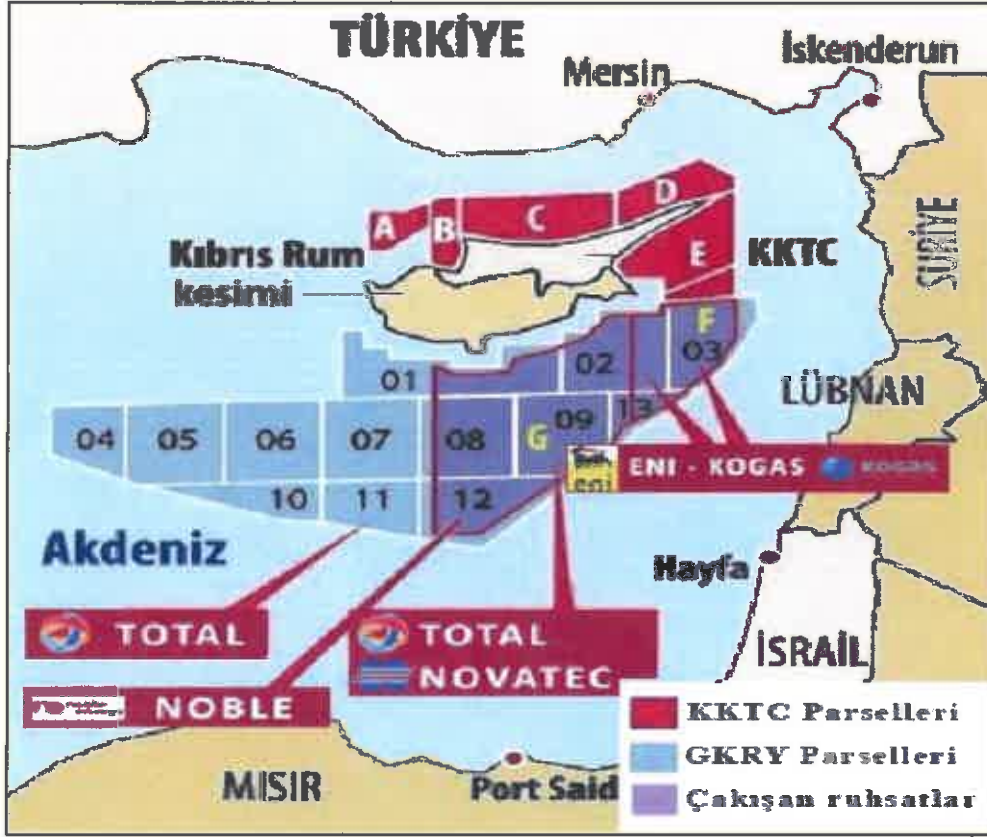 TÜRKİYE
Mersin
İskenderun
A
B
C
D
E
KKTC
SURİYE
Kıbrıs Rum
kesimi
F
01
02
03
LÜBNAN
04
05
06
07
08
G
09
13
10
11
12
eni
ENI - KOGAS
KOGAS
Akdeniz
Hayfa
TOTAL
TOTAL
NOVATEC
İSRAİL
NOBLE
MISIR
Port Said
KKTC Parselleri
GKRY Parselleri
Çakışan ruhsatlar